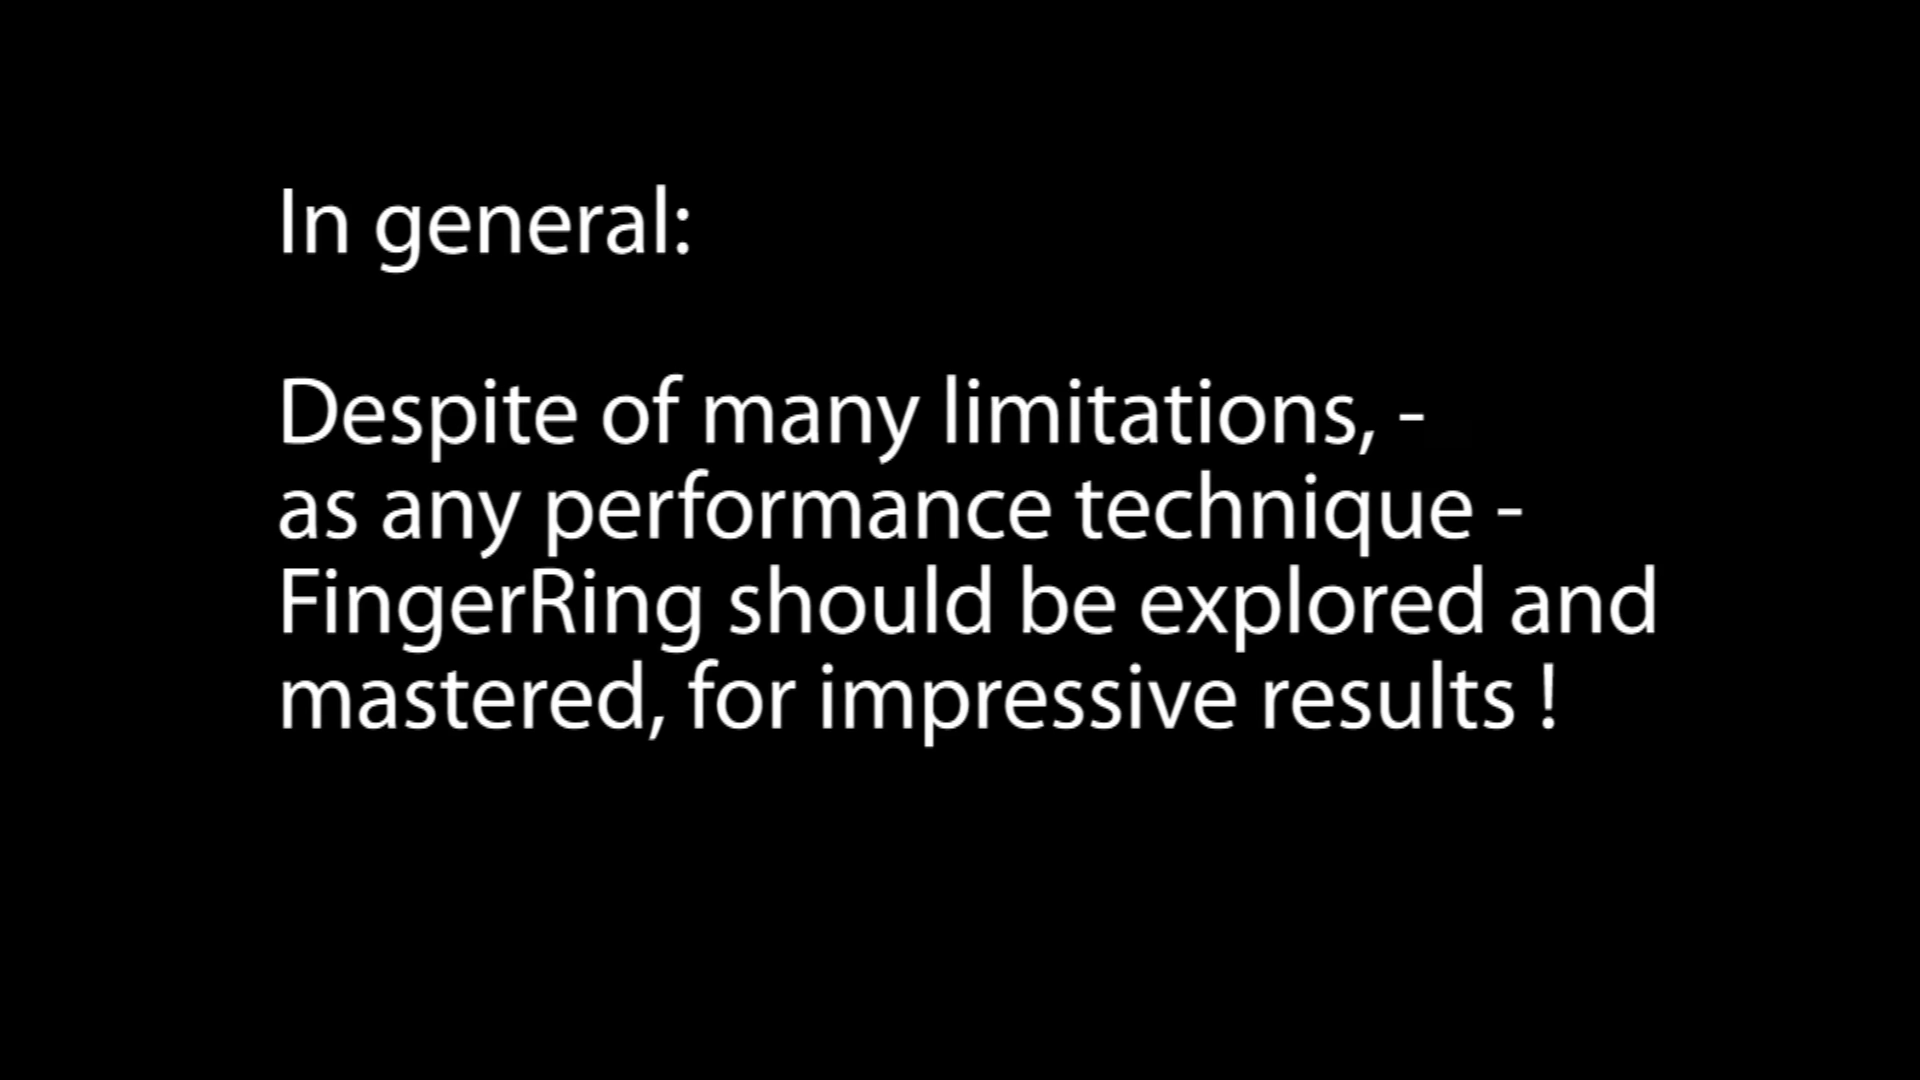 In general:
Despite of many limitations, -
as any performance technique -
FingerRing should be explored and
mastered, for impressive results !